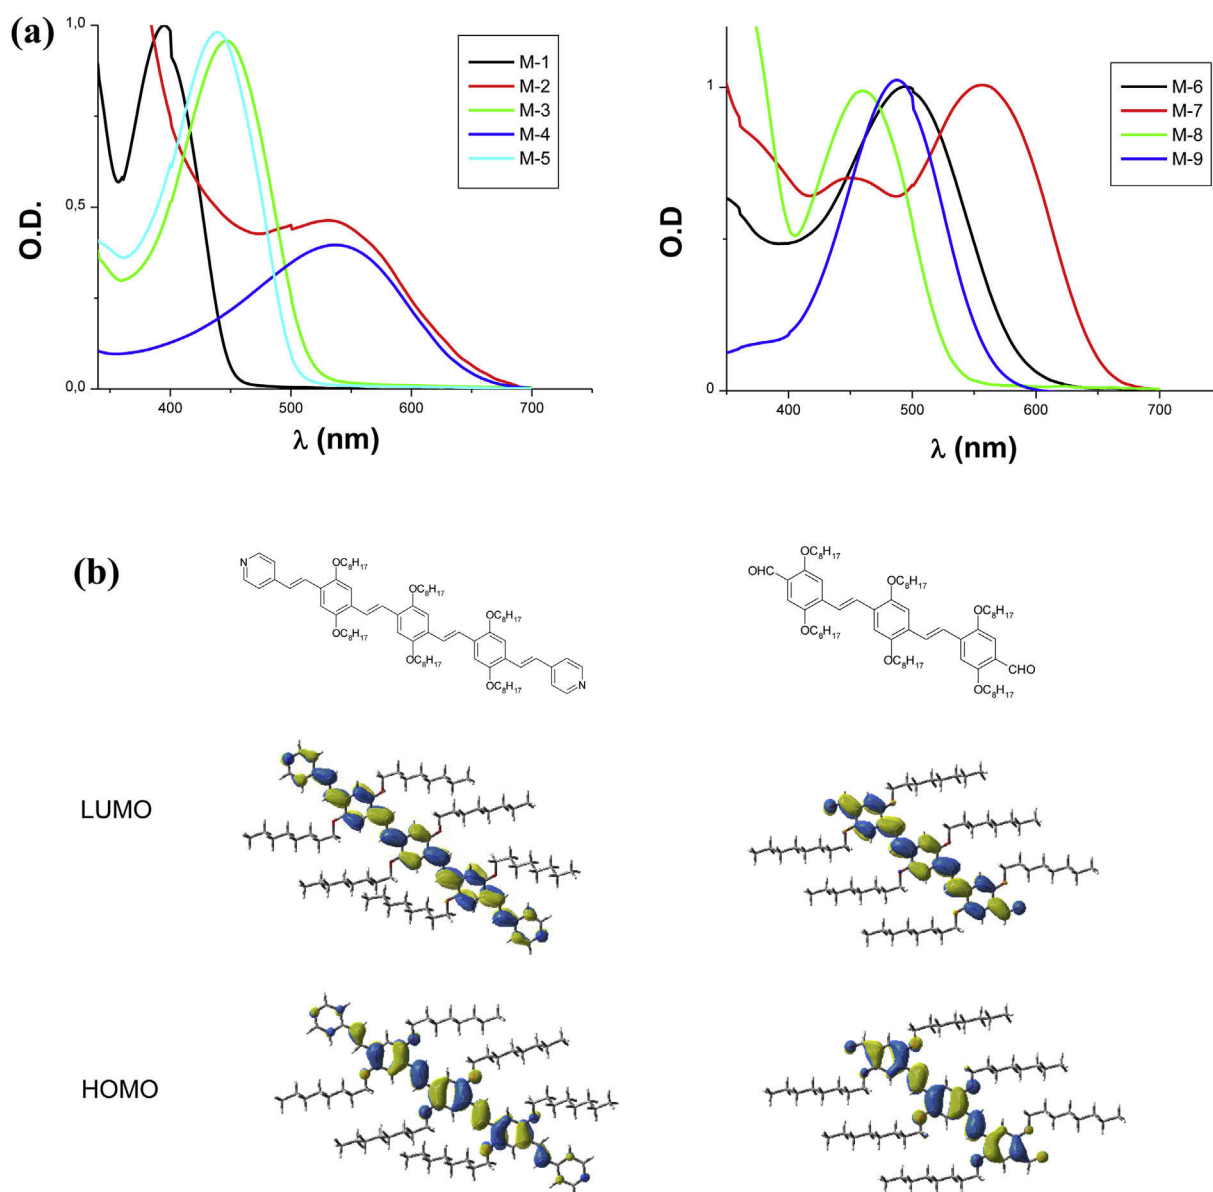 (a)
1,0
0,5
0,0
O.D.
400 500 600 700
λ (nm)
M-1
M-2
M-3
M-4
M-5
1
0
O.D
400 500 600 700
λ (nm)
M-6
M-7
M-8
M-9
(b)
N
OC8H17
OC8H17
OC8H17
OC8H17
OC8H17
OC8H17
N
OC8H17
OHC
OC8H17
OC8H17
OC8H17
OC8H17
CHO
OC8H17
LUMO
HOMO